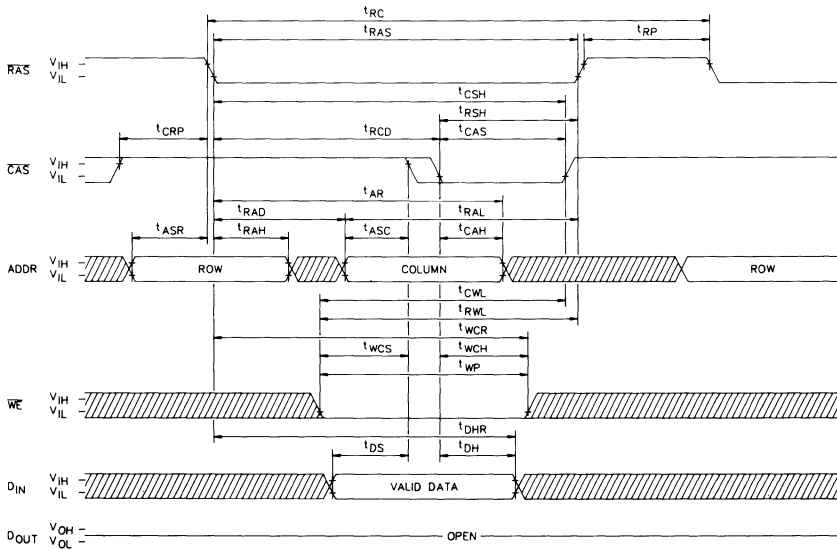 tRC
tRAS tRP
RAS VIH
VIL
tCSH
tRSH
tCRP tRCD tCAS
CAS VIH
VIL
tAR
tRAD tRAL
tASR tRAH tASC tCAH
ADDR VIH
VIL
ROW COLUMN ROW
tCWL
tRWL
tWCR
tWCS tWCH
tWP
WE VIH
VIL
tDHR
tDS tDH
DIN VIH
VIL
VALID DATA
DOUT VOH
VOL
OPEN